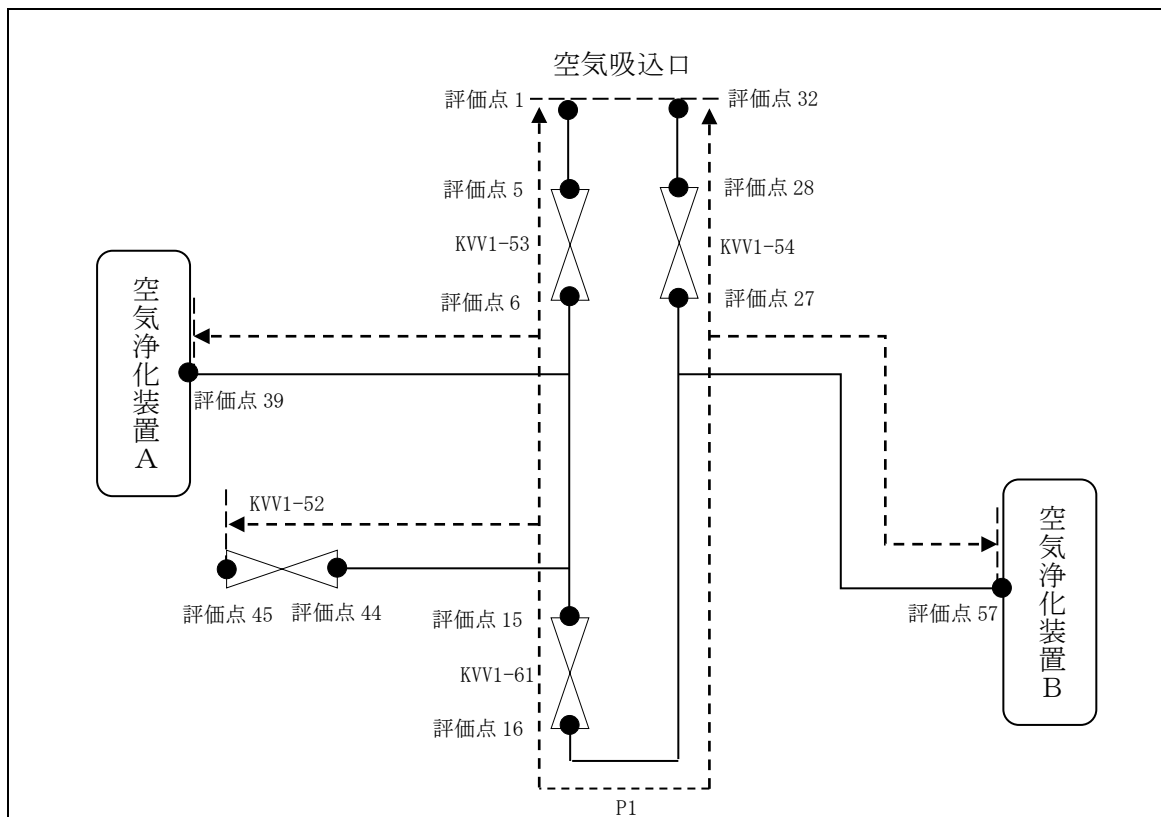 空気吸込口
評価点 1
評価点 32
評価点 5
評価点 28
KVV1-53
KVV1-54
評価点 6
評価点 27
空気浄化装置A
評価点 39
KVV1-52
空気浄化装置B
評価点 45
評価点 44
評価点 15
評価点 57
KVV1-61
評価点 16
P1